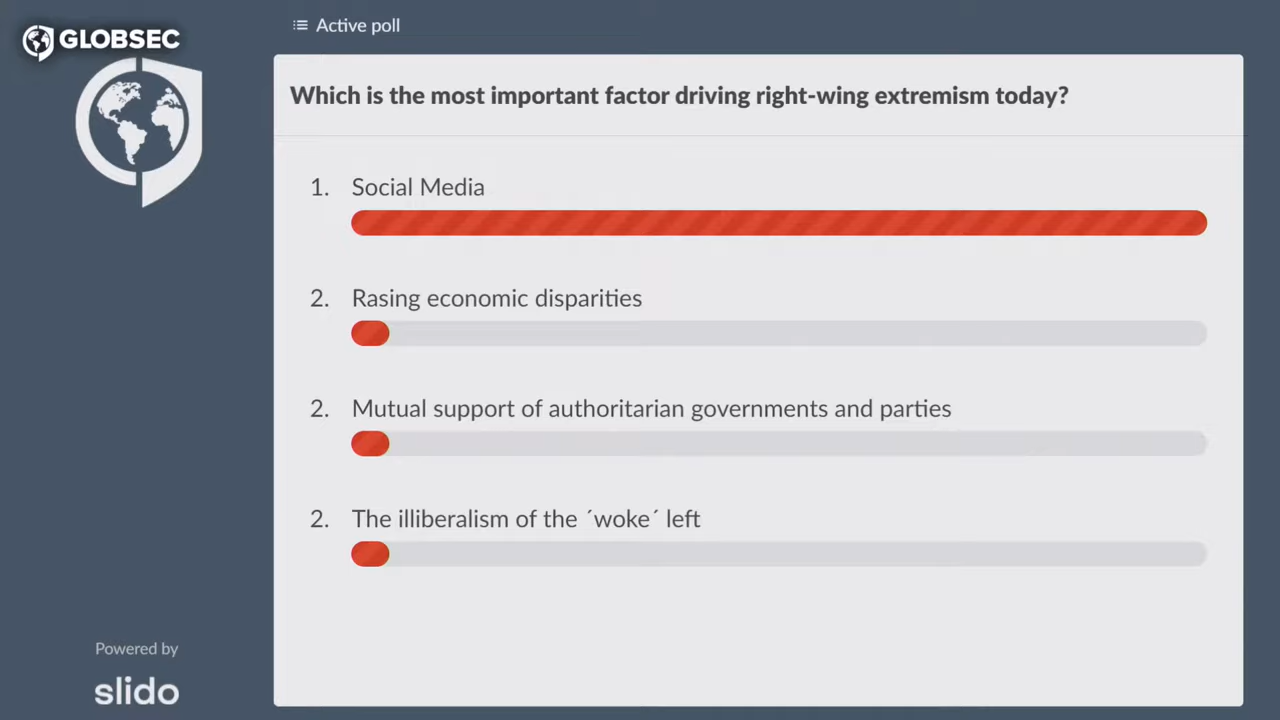 GLOBSEC
Active poll
Which is the most important factor driving right-wing extremism today?
1. Social Media
2. Rasing economic disparities
2. Mutual support of authoritarian governments and parties
2. The illiberalism of the ´woke´ left
Powered by
slido